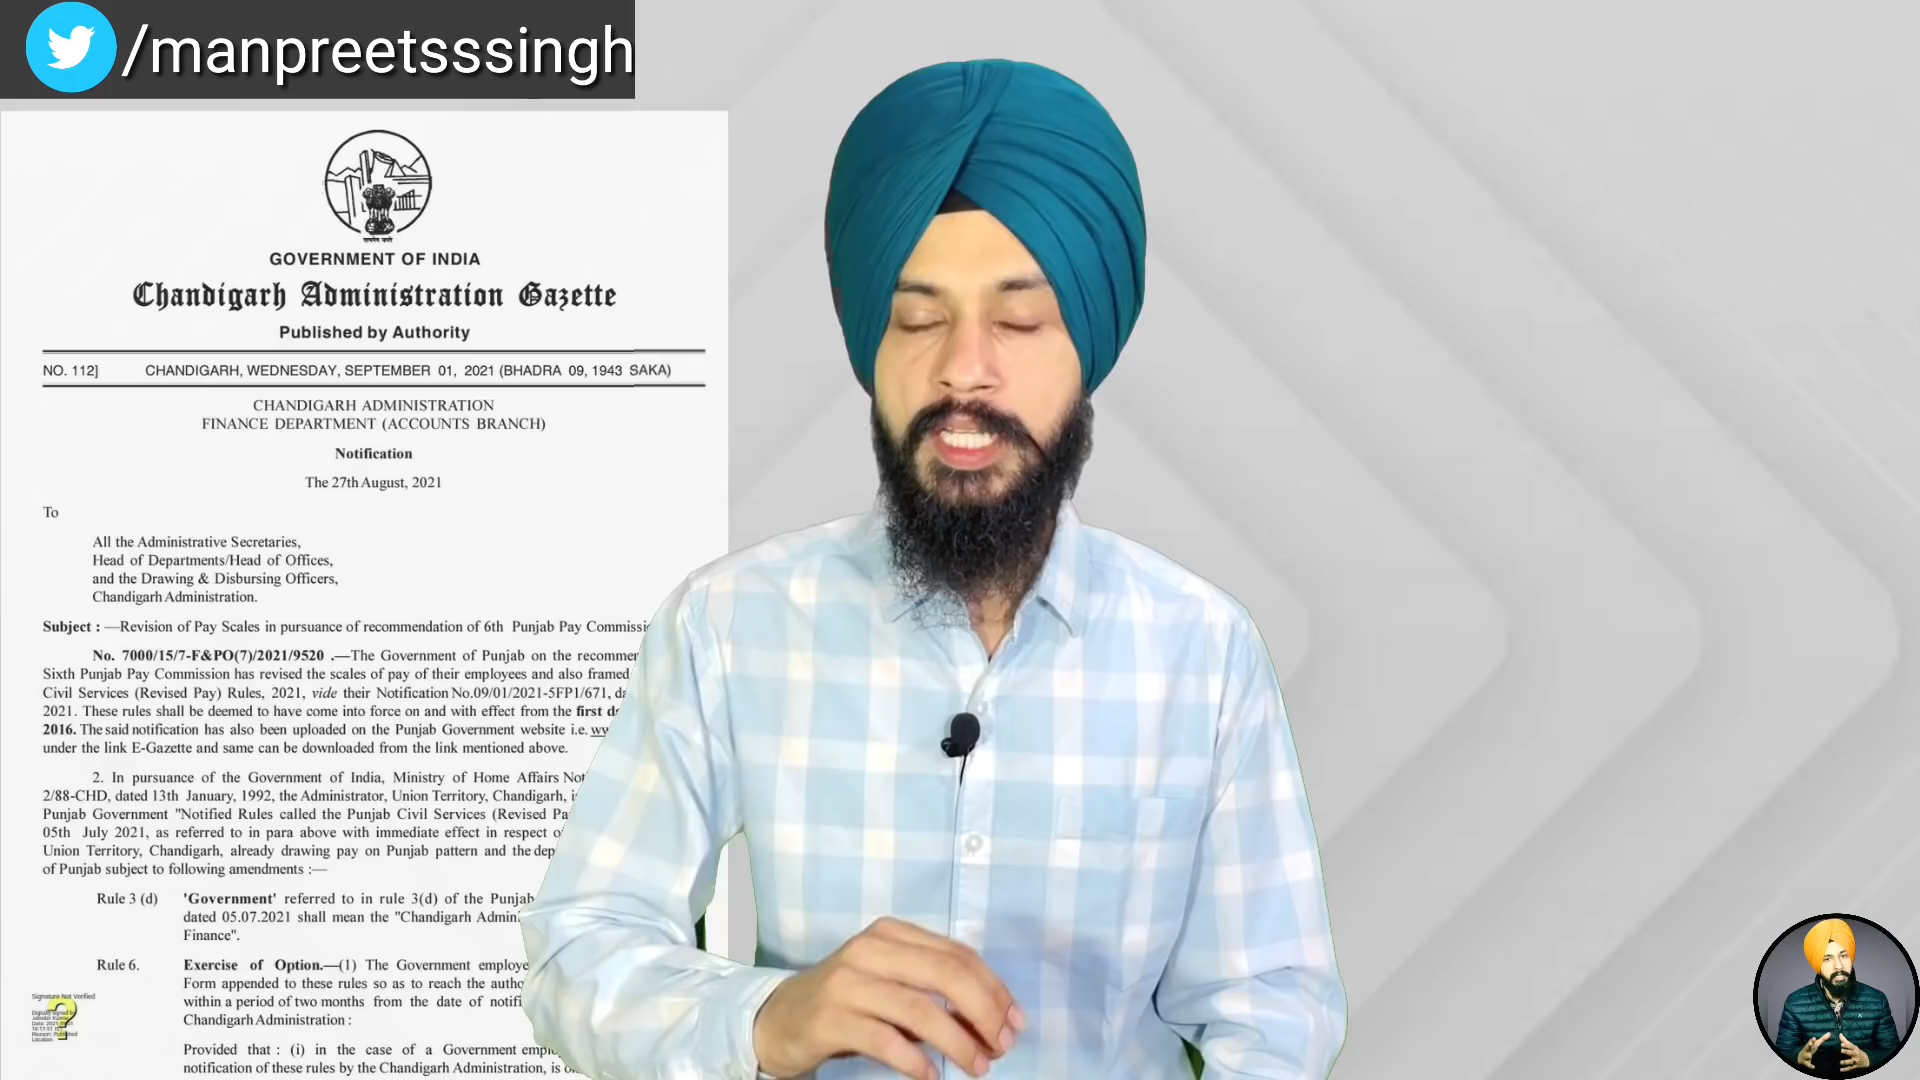 /manpreetsssingh
GOVERNMENT OF INDIA
Chandigarh Administration Gazette
Published by Authority
NO. 112] CHANDIGARH, WEDNESDAY, SEPTEMBER 01, 2021 (BHADRA 09, 1943 SAKA)
CHANDIGARH ADMINISTRATION
FINANCE DEPARTMENT (ACCOUNTS BRANCH)
Notification
The 27th August, 2021
To
All the Administrative Secretaries,
Head of Departments/Head of Offices,
and the Drawing & Disbursing Officers,
Chandigarh Administration.
Subject : —Revision of Pay Scales in pursuance of recommendation of 6th Punjab Pay
No. 7000/15/7-F&PO(7)/2021/9520 .—The Government of Punjab on the
Sixth Punjab Pay Commission has revised the scales of pay of their employees and also framed
Civil Services (Revised Pay) Rules, 2021, vide their Notification No.09/01/2021-5FP1/671,
2021. These rules shall be deemed to have come into force on and with effect from the first
2016. The said notification has also been uploaded on the Punjab Government website i.e.
under the link E-Gazette and same can be downloaded from the link mentioned above.
2. In pursuance of the Government of India, Ministry of Home Affairs
2/88-CHD, dated 13th January, 1992, the Administrator, Union Territory, Chandigarh,
Punjab Government "Notified Rules called the Punjab Civil Services (Revised
05th July 2021, as referred to in para above with immediate effect in respect
Union Territory, Chandigarh, already drawing pay on Punjab pattern and the
of Punjab subject to following amendments :—
Rule 3 (d) 'Government' referred to in rule 3(d) of the Punjab
dated 05.07.2021 shall mean the "Chandigarh
Finance".
Rule 6. Exercise of Option.—(1) The Government
Form appended to these rules so as to reach the
within a period of two months from the date of
Chandigarh Administration :
Provided that : (i) in the case of a Government
notification of these rules by the Chandigarh Administration, is
Signature Not Verified